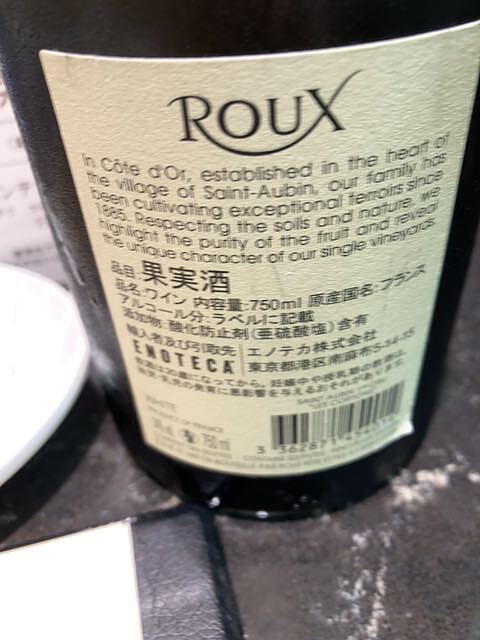 ROUX
In Côte d'Or, established in the heart of
the village of Saint-Aubin, our family has
been cultivating exceptional terroirs since
1885. Respecting the soils and nature, we
highlight the purity of the fruit and reveal
the unique character of our single vineyards.
品目:果実酒
品名:ワイン 内容量:750ml 原産国名:フランス
アルコール分:ラベルに記載
添加物:酸化防止剤(亜硫酸塩)含有
輸入者及び引取先 エノテカ株式会社
ENOTECA 東京都港区南麻布5-14-15
WHITE
PRODUCT OF FRANCE
750 ml